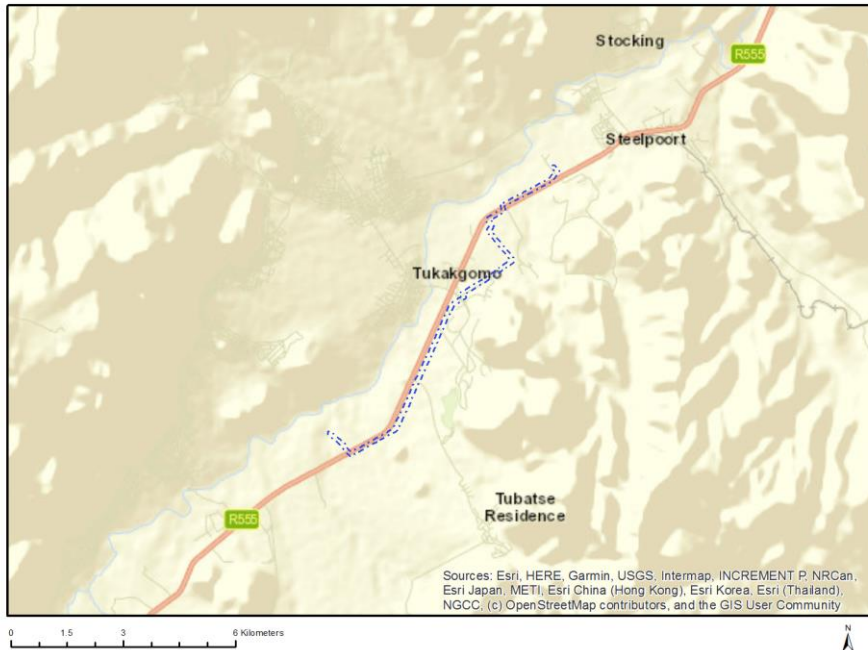 Stocking
R555
Steelpoort
Tukakgomo
Tubatse
Residence
R555
Sources: Esri, HERE, Garmin, USGS, Intermap, INCREMENT P, NRCan,
Esri Japan, METI, Esri China (Hong Kong), Esri Korea, Esri (Thailand),
NGCC, (c) OpenStreetMap contributors, and the GIS User Community
0 1.5 3 6 Kilometers
N